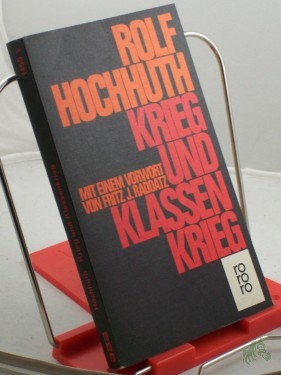 ROLF
HOCHHUTH
KRIEG
MIT EINEM VORWORT
VON FRITZ J. RADDATZ
UND
KLASSEN
KRIEG
ro
ro
ro